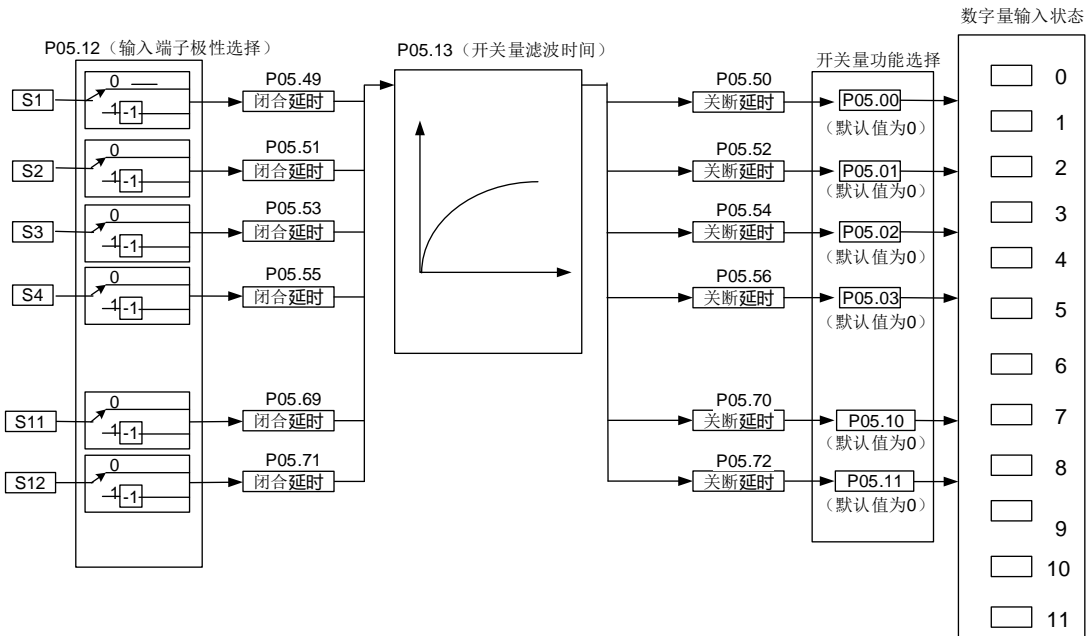 数字量输入状态
P05.12（输入端子极性选择）
P05.13（开关量滤波时间）
开关量功能选择
S1
0
1
-1
P05.49
闭合延时
P05.50
关断延时
P05.00
（默认值为0）
S2
0
1
-1
P05.51
闭合延时
P05.52
关断延时
P05.01
（默认值为0）
S3
0
1
-1
P05.53
闭合延时
P05.54
关断延时
P05.02
（默认值为0）
S4
0
1
-1
P05.55
闭合延时
P05.56
关断延时
P05.03
（默认值为0）
S11
0
1
-1
P05.69
闭合延时
P05.70
关断延时
P05.10
（默认值为0）
S12
0
1
-1
P05.71
闭合延时
P05.72
关断延时
P05.11
（默认值为0）
0
1
2
3
4
5
6
7
8
9
10
11